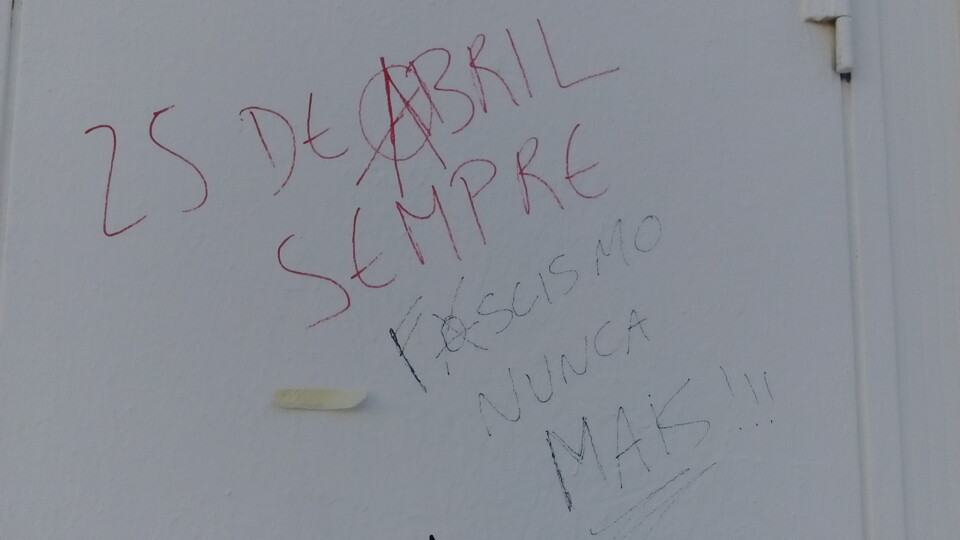 25 DE ABRIL
SEMPRE
FASCISMO
NUNCA
MAIS!!!